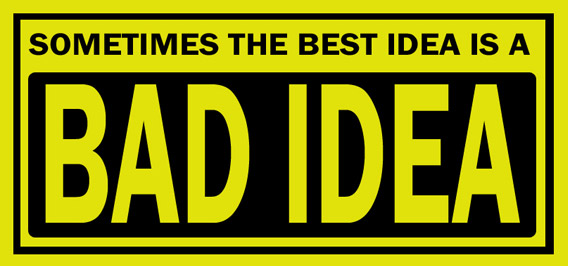 SOMETIMES THE BEST IDEA IS A
BAD IDEA